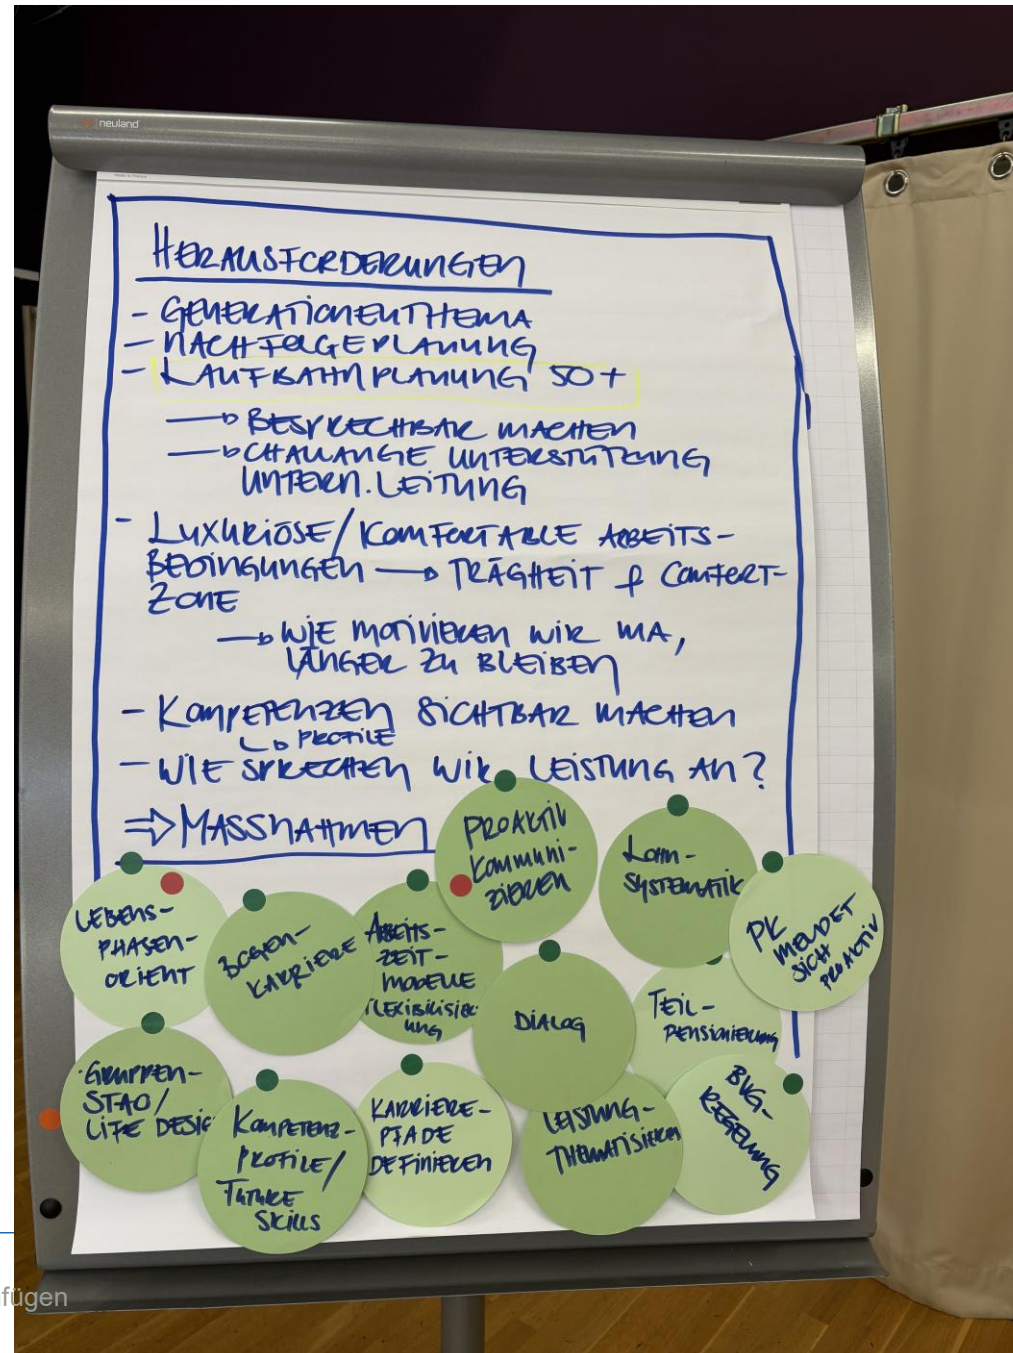 neuland
HERAUSFORDERUNGEN
- GENERATIONENTHEMA
- NACHFOLGEPLANUNG
- LAUFBAHNPLANUNG 50+
→ BESPRECHBAR MACHEN
→ CHALLANGE UNTERSTÜTZUNG
UNTERN. LEITUNG
- LUXURIÖSE/KOMFORTABLE ARBEITS-
BEDINGUNGEN → TRÄGHEIT & COMFORT-
ZONE
→ WIE MOTIVIEREN WIR MA,
LÄNGER ZU BLEIBEN
- KOMPETENZEN SICHTBAR MACHEN
↳ PROFILE
- WIE SPRECHEN WIR LEISTUNG AN?
⇒ MASSNAHMEN
PROAKTIV
KOMMUNI-
ZIEREN
LOHN-
SYSTEMATIK
PK
MELDET
SICH
PROAKTIV
LEBENS-
PHASEN-
ORIENT
BOGEN-
KARRIERE
ARBEITS-
ZEIT-
MODELLE
FLEXIBILISIER
UNG
DIALOG
TEIL-
PENSIONIERUNG
GRUPPEN-
STAO/
LIFE DESIG
KOMPETENZ-
PROFILE/
FUTURE
SKILLS
KARRIERE-
PFADE
DEFINIEREN
LEISTUNG-
THEMATISIEREN
BVG-
REGELUNG
fügen